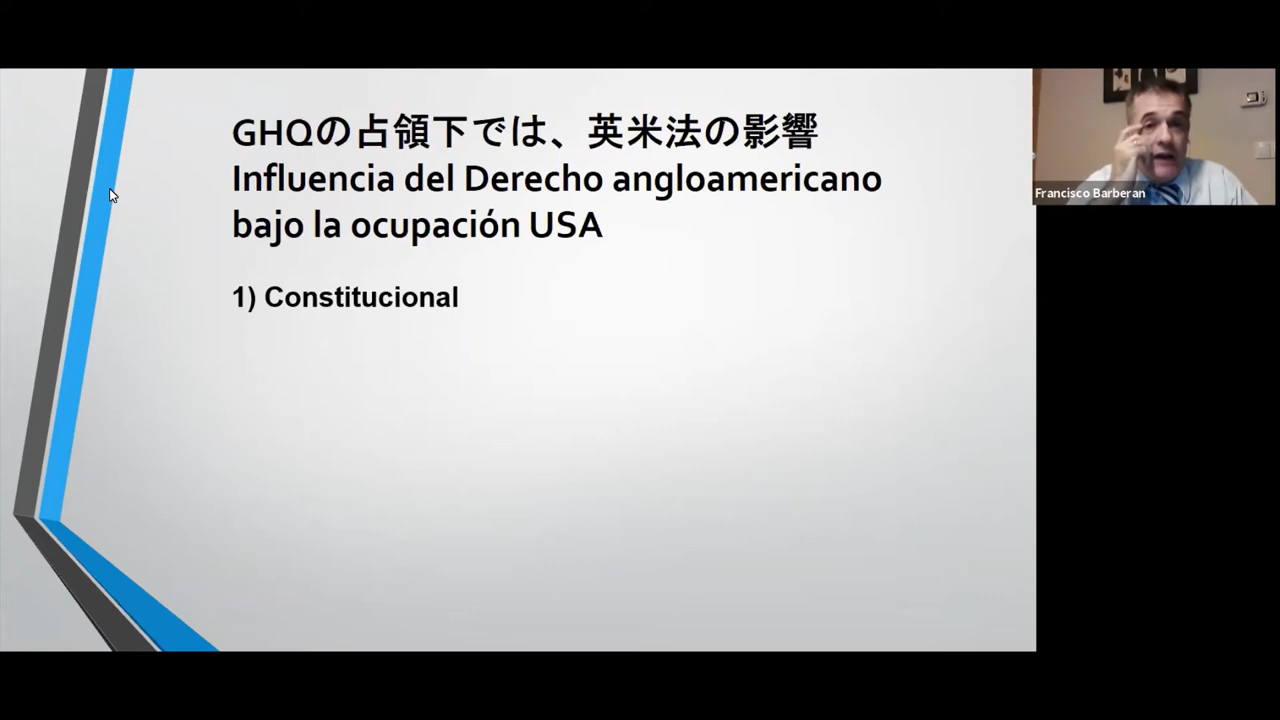 GHQの占領下では、英米法の影響
Influencia del Derecho angloamericano
bajo la ocupación USA
1) Constitucional
Francisco Barberan